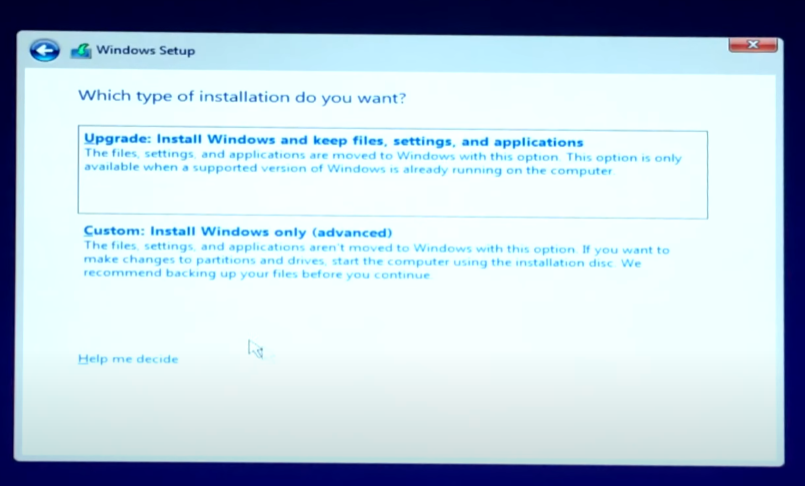 Windows Setup
Which type of installation do you want?
Upgrade: Install Windows and keep files, settings, and applications
The files, settings, and applications are moved to Windows with this option. This option is only
available when a supported version of Windows is already running on the computer.
Custom: Install Windows only (advanced)
The files, settings, and applications aren't moved to Windows with this option. If you want to
make changes to partitions and drives, start the computer using the installation disc. We
recommend backing up your files before you continue.
Help me decide